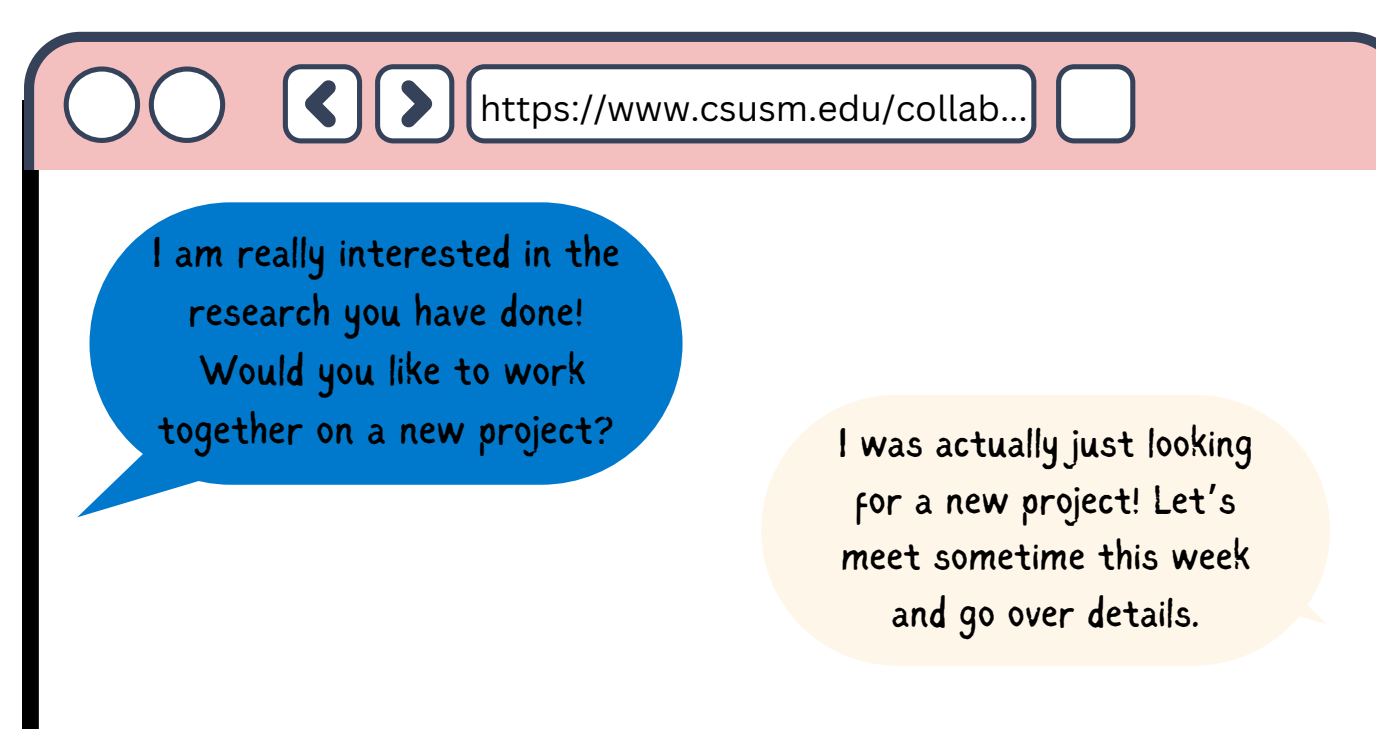 https://www.csusm.edu/collab...
I am really interested in the
research you have done!
Would you like to work
together on a new project?
I was actually just looking
for a new project! Let's
meet sometime this week
and go over details.